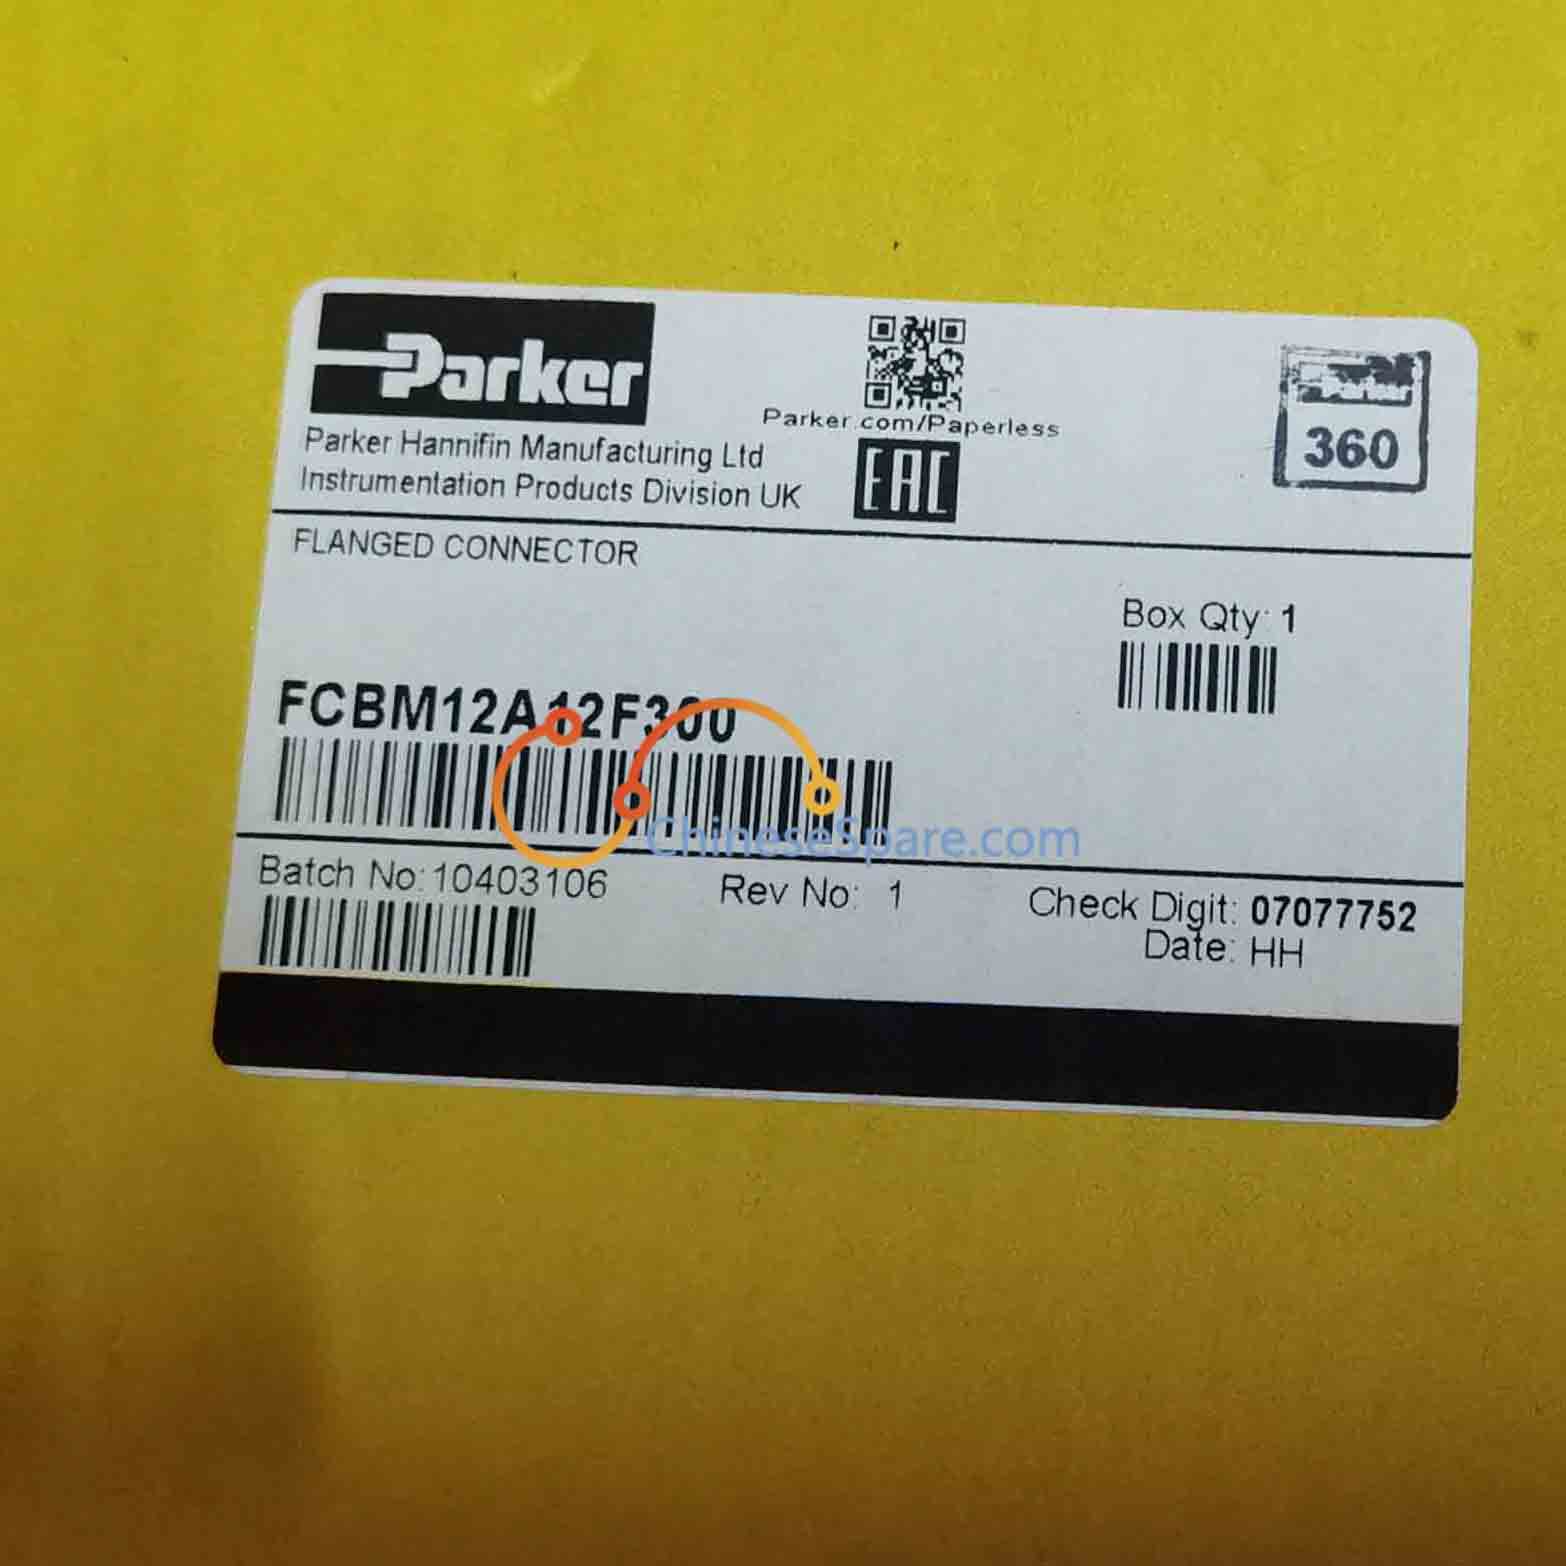 Parker
Parker Hannifin Manufacturing Ltd
Instrumentation Products Division UK
Parker.com/Paperless
EAC
Parker
360
FLANGED CONNECTOR
Box Qty: 1
FCBM12A12F300
ChineseSpare.com
Batch No: 10403106
Rev No: 1
Check Digit: 07077752
Date: HH